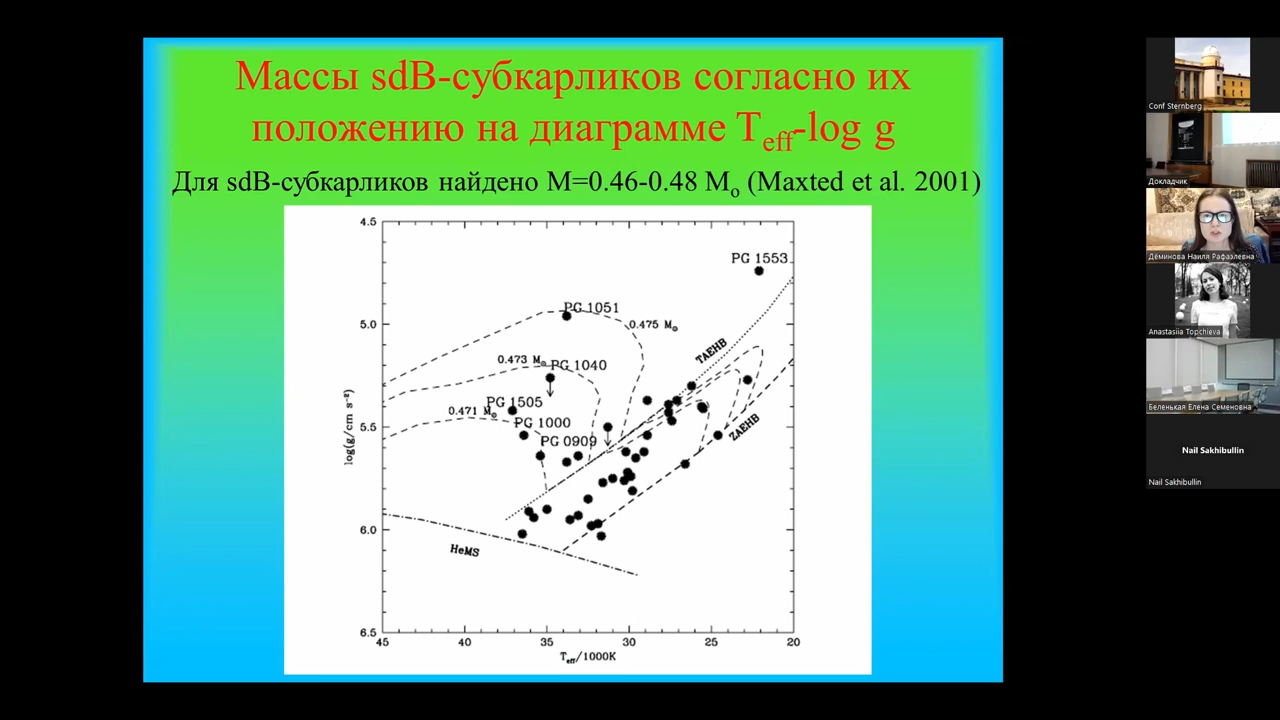 Массы sdB-субкарликов согласно их
положению на диаграмме Teff-log g
Для sdB-субкарликов найдено M=0.46-0.48 Mo (Maxted et al. 2001)
4.5
PG 1553
PG 1051
5.0
0.475 M⊙
TAEHB
0.473 M⊙
PG 1040
PG 1505
0.471 M⊙
PG 1000
ZAEHB
5.5
PG 0909
log(g/cm s⁻²)
6.0
HeMS
6.5
45 40 35 30 25 20
Teff/1000K
Conf Sternberg
Докладчик
Дёминова Наиля Рафаэлевна
Anastasiia Topchieva
Беленькая Елена Семеновна
Nail Sakhibullin
Nail Sakhibullin